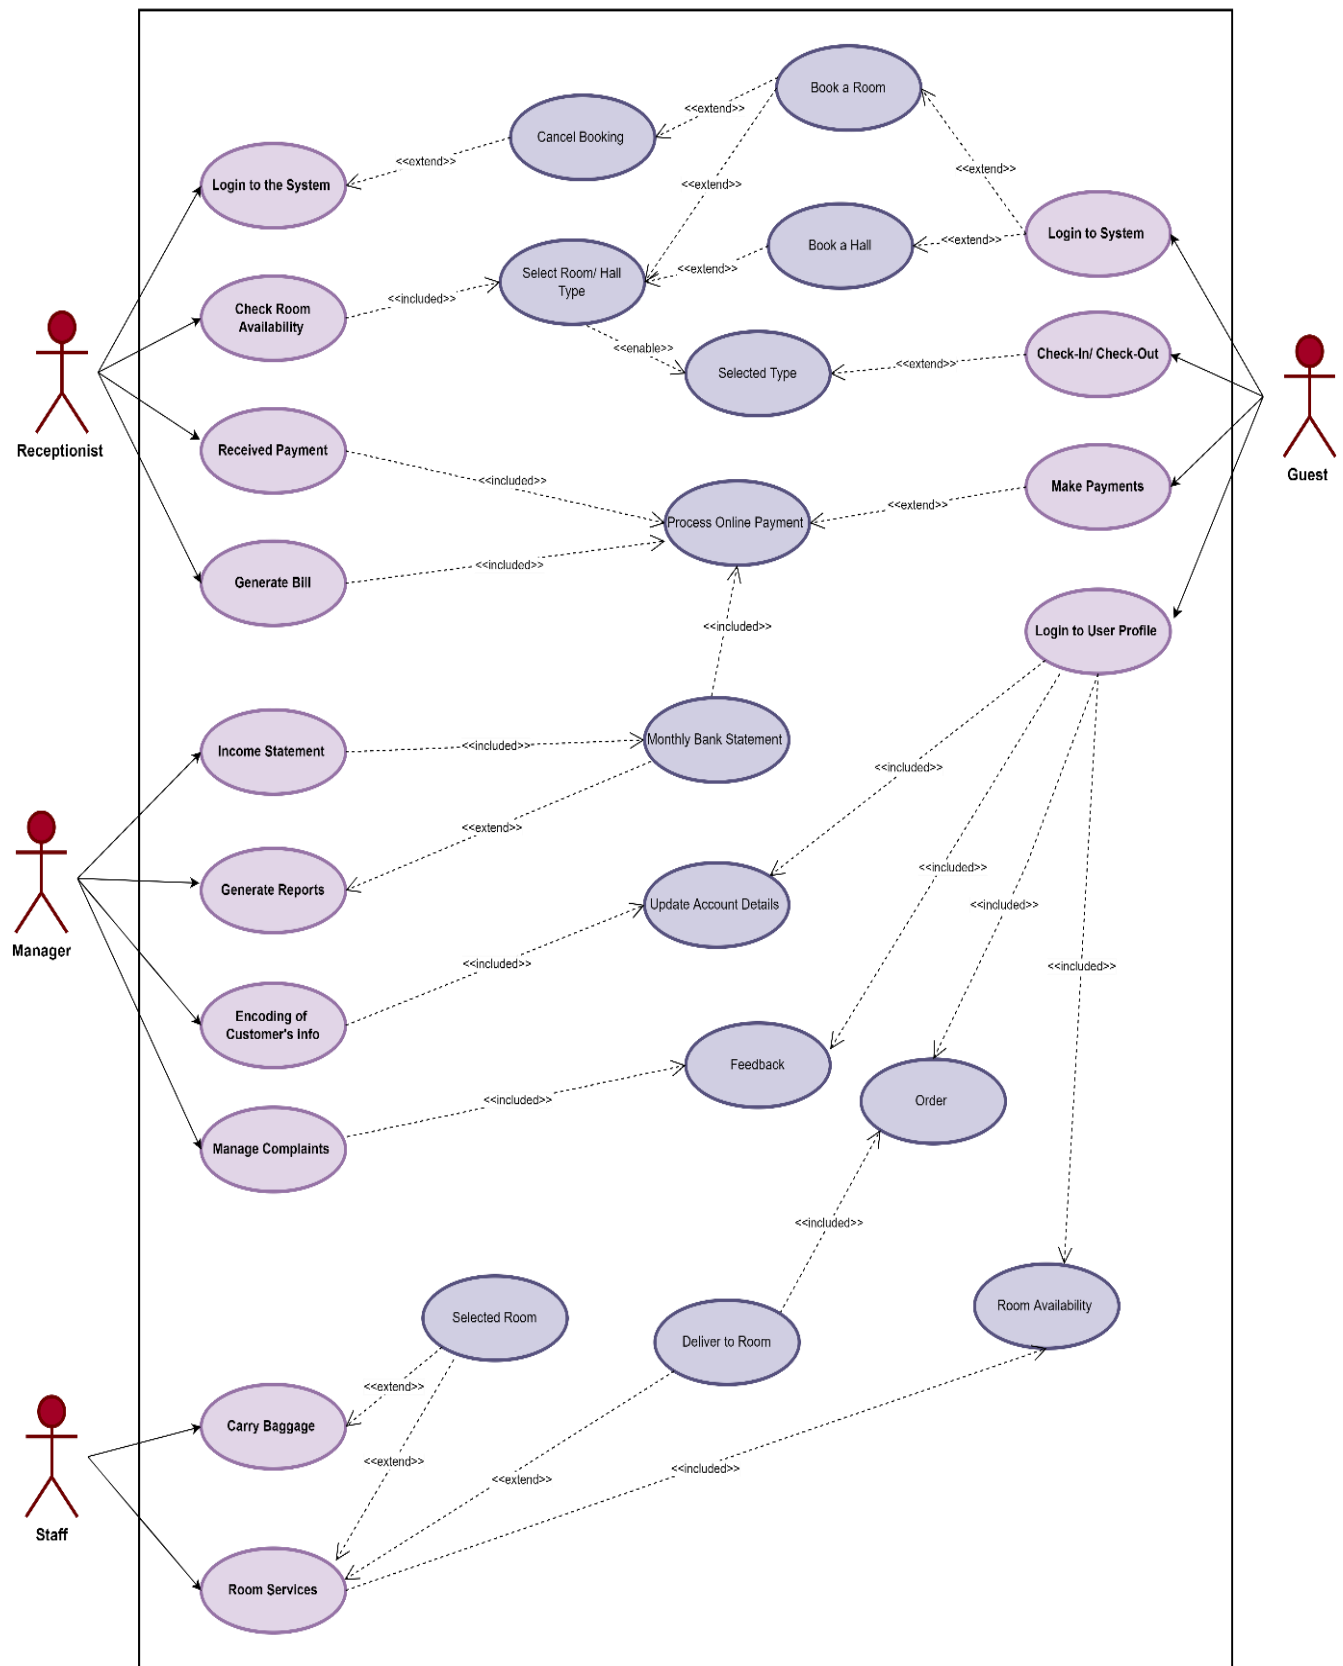 Book a Room
<<extend>>
Cancel Booking
<<extend>>
<<extend>>
Login to the System
<<extend>>
Login to System
Book a Hall
<<extend>>
<<extend>>
Select Room/ Hall
Type
<<included>>
Check Room
Availability
<<enable>>
Selected Type
<<extend>>
Check-In/ Check-Out
Receptionist
Guest
Received Payment
<<included>>
Make Payments
<<extend>>
Process Online Payment
<<included>>
Generate Bill
<<included>>
Login to User Profile
Income Statement
<<included>>
Monthly Bank Statement
<<included>>
<<extend>>
Generate Reports
<<included>>
Update Account Details
<<included>>
Manager
<<included>>
<<included>>
Encoding of
Customer's Info
Feedback
<<included>>
Order
Manage Complaints
<<included>>
Selected Room
Deliver to Room
Room Availability
<<extend>>
Carry Baggage
<<extend>>
<<extend>>
<<included>>
Staff
Room Services